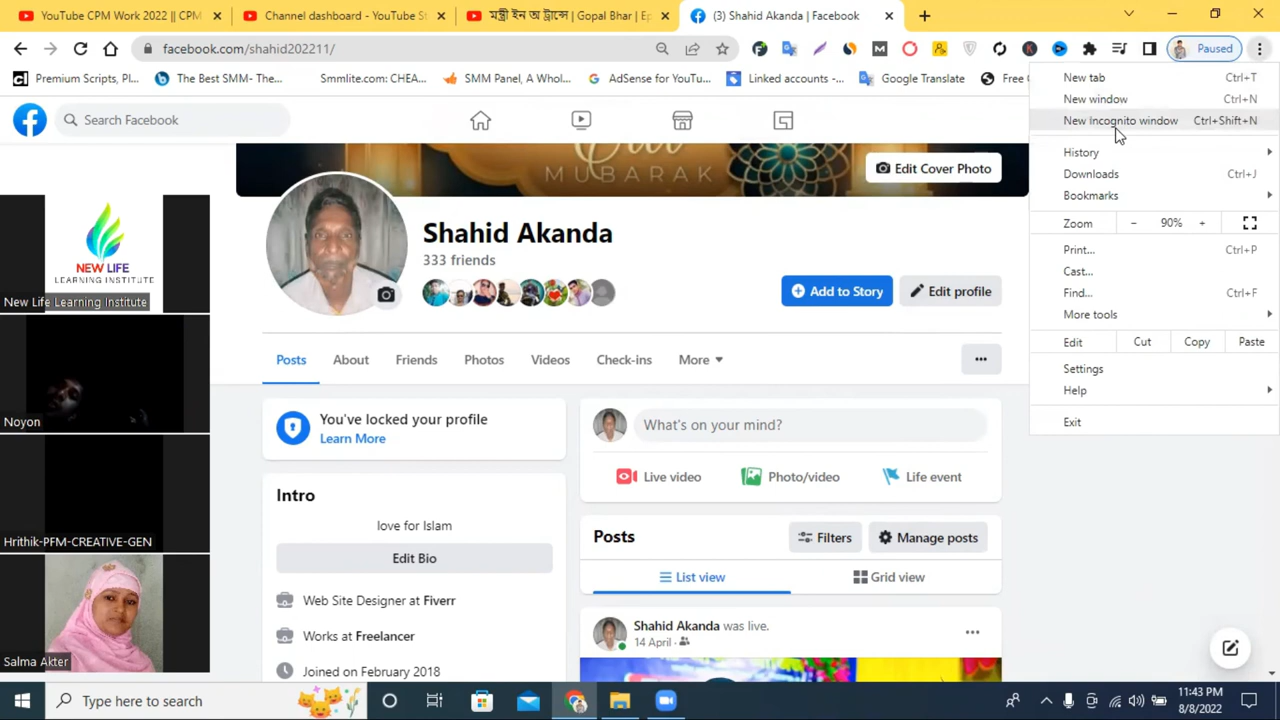 YouTube CPM Work 2022 || CPM
Channel dashboard - YouTube S
মন্ত্রী ইন অ ট্রান্সে | Gopal Bhar | Ep
(3) Shahid Akanda | Facebook
facebook.com/shahid202211/
Paused
Premium Scripts, Pl...
The Best SMM- The...
Smmlite.com: CHEA...
SMM Panel, A Whol...
AdSense for YouTu...
Linked accounts -...
Google Translate
Free
New tab Ctrl+T
New window Ctrl+N
New Incognito window Ctrl+Shift+N
History
Downloads Ctrl+J
Bookmarks
Zoom − 90% +
Print... Ctrl+P
Cast...
Find... Ctrl+F
More tools
Edit Cut Copy Paste
Settings
Help
Exit
Search Facebook
MUBARAK
Edit Cover Photo
Shahid Akanda
333 friends
Add to Story
Edit profile
Posts About Friends Photos Videos Check-ins More
You've locked your profile
Learn More
What's on your mind?
Live video Photo/video Life event
Intro
love for Islam
Edit Bio
Web Site Designer at Fiverr
Works at Freelancer
Joined on February 2018
Posts
Filters
Manage posts
List view
Grid view
Shahid Akanda was live.
14 April ·
NEW LIFE
LEARNING INSTITUTE
New Life Learning Institute
Noyon
Hrithik-PFM-CREATIVE-GEN
Salma Akter
Type here to search
11:43 PM
8/8/2022